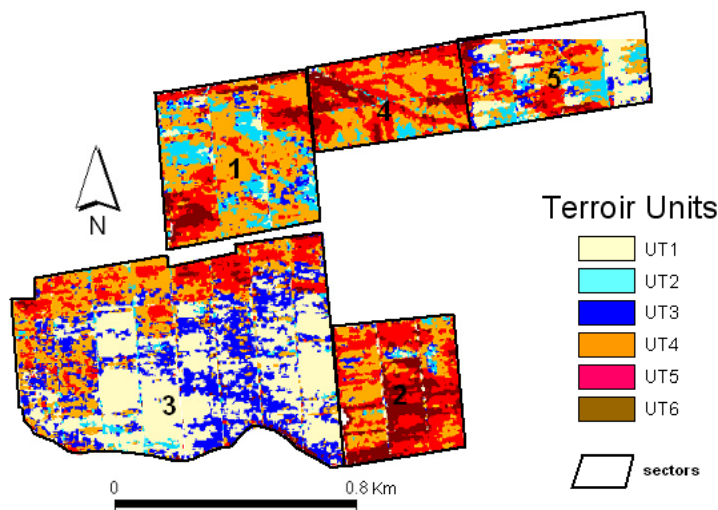 5
4
1
N
Terroir Units
UT1
UT2
UT3
UT4
UT5
UT6
2
3
sectors
0
0.8 Km